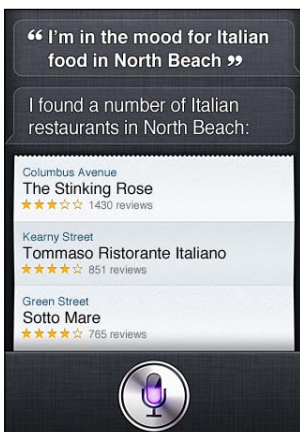 “ I’m in the mood for Italian
food in North Beach ”
I found a number of Italian
restaurants in North Beach:
Columbus Avenue
The Stinking Rose
1430 reviews
Kearny Street
Tommaso Ristorante Italiano
851 reviews
Green Street
Sotto Mare
765 reviews